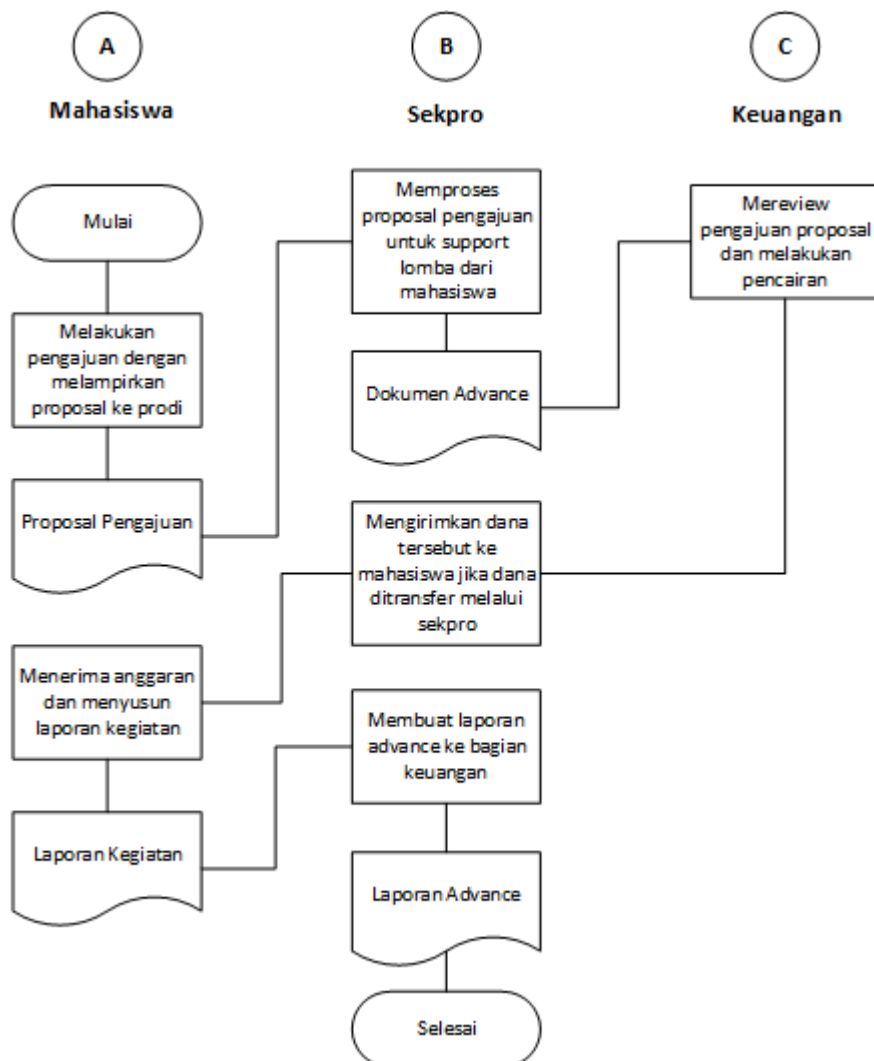 A
B
C
Mahasiswa
Sekpro
Keuangan
Mulai
Melakukan
pengajuan dengan
melampirkan
proposal ke prodi
Proposal Pengajuan
Memproses
proposal pengajuan
untuk support
lomba dari
mahasiswa
Dokumen Advance
Mereview
pengajuan proposal
dan melakukan
pencairan
Mengirimkan dana
tersebut ke
mahasiswa jika dana
ditransfer melalui
sekpro
Menerima anggaran
dan menyusun
laporan kegiatan
Laporan Kegiatan
Membuat laporan
advance ke bagian
keuangan
Laporan Advance
Selesai